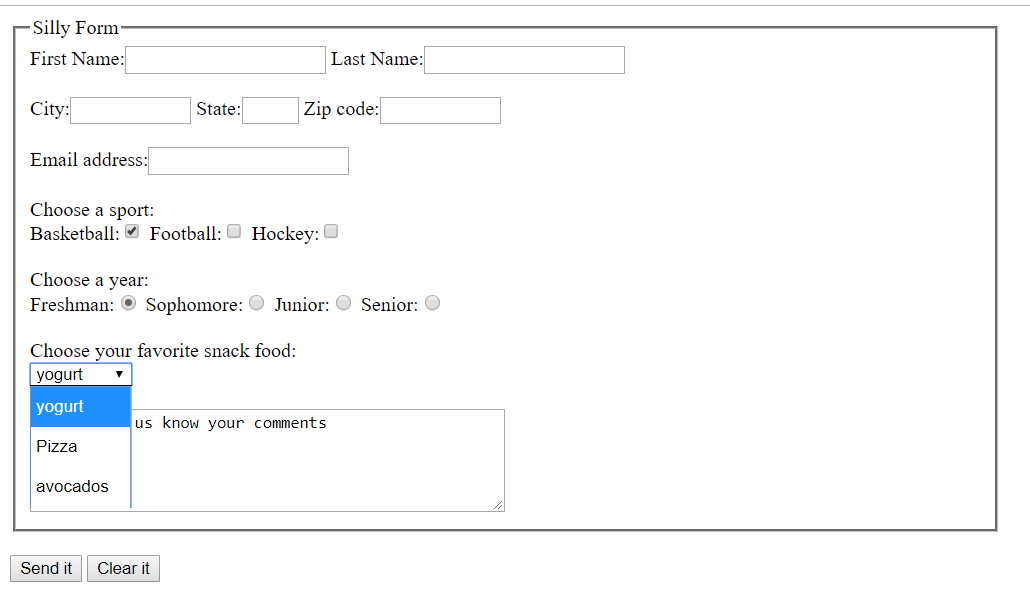 Silly Form
First Name: Last Name:
City: State: Zip code:
Email address:
Choose a sport:
Basketball: Football: Hockey:
Choose a year:
Freshman: Sophomore: Junior: Senior:
Choose your favorite snack food:
yogurt
yogurt
us know your comments
Pizza
avocados
Send it Clear it